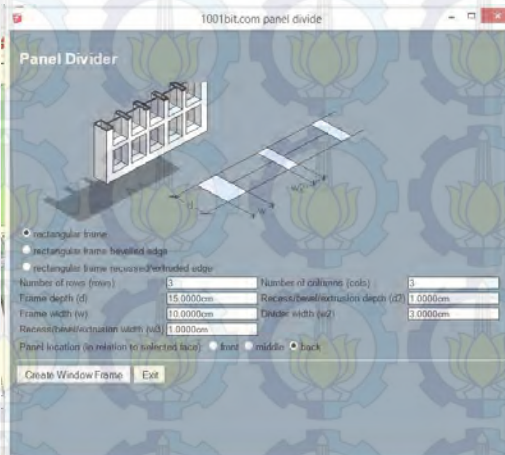 1001bit.com panel divide
Panel Divider
d
w
w2
rectangular frame
rectangular frame bevelled edge
rectangular frame recessed/extruded edge
Number of rows (rows) 3 Number of columns (cols) 3
Frame depth (d) 15.0000cm Recess/bevel/extrusion depth (d2) 1.0000cm
Frame width (w) 10.0000cm Divider width (w2) 3.0000cm
Recess/bevel/extrusion width (w3) 1.0000cm
Panel location (in relation to selected face) front middle back
Create Window Frame Exit